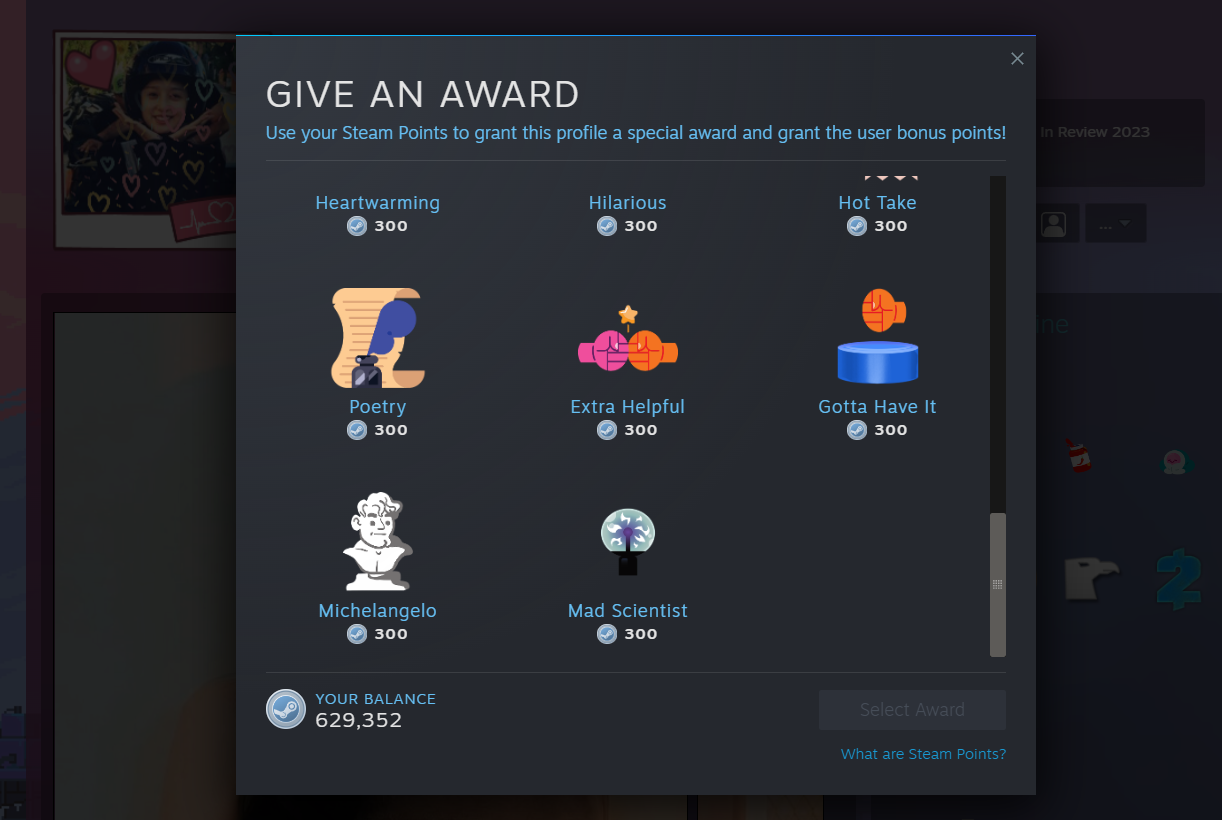 GIVE AN AWARD
Use your Steam Points to grant this profile a special award and grant the user bonus points!
In Review 2023
Heartwarming
300
Hilarious
300
Hot Take
300
...
Poetry
300
Extra Helpful
300
Gotta Have It
300
Michelangelo
300
Mad Scientist
300
YOUR BALANCE
629,352
Select Award
What are Steam Points?